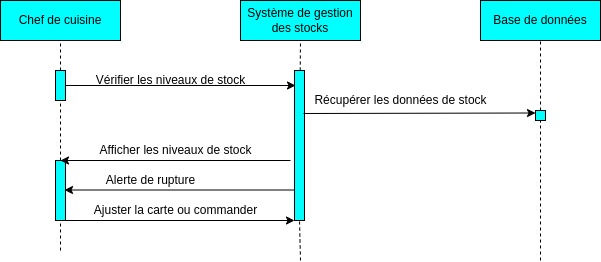 Chef de cuisine
Système de gestion
des stocks
Base de données
Vérifier les niveaux de stock
Récupérer les données de stock
Afficher les niveaux de stock
Alerte de rupture
Ajuster la carte ou commander